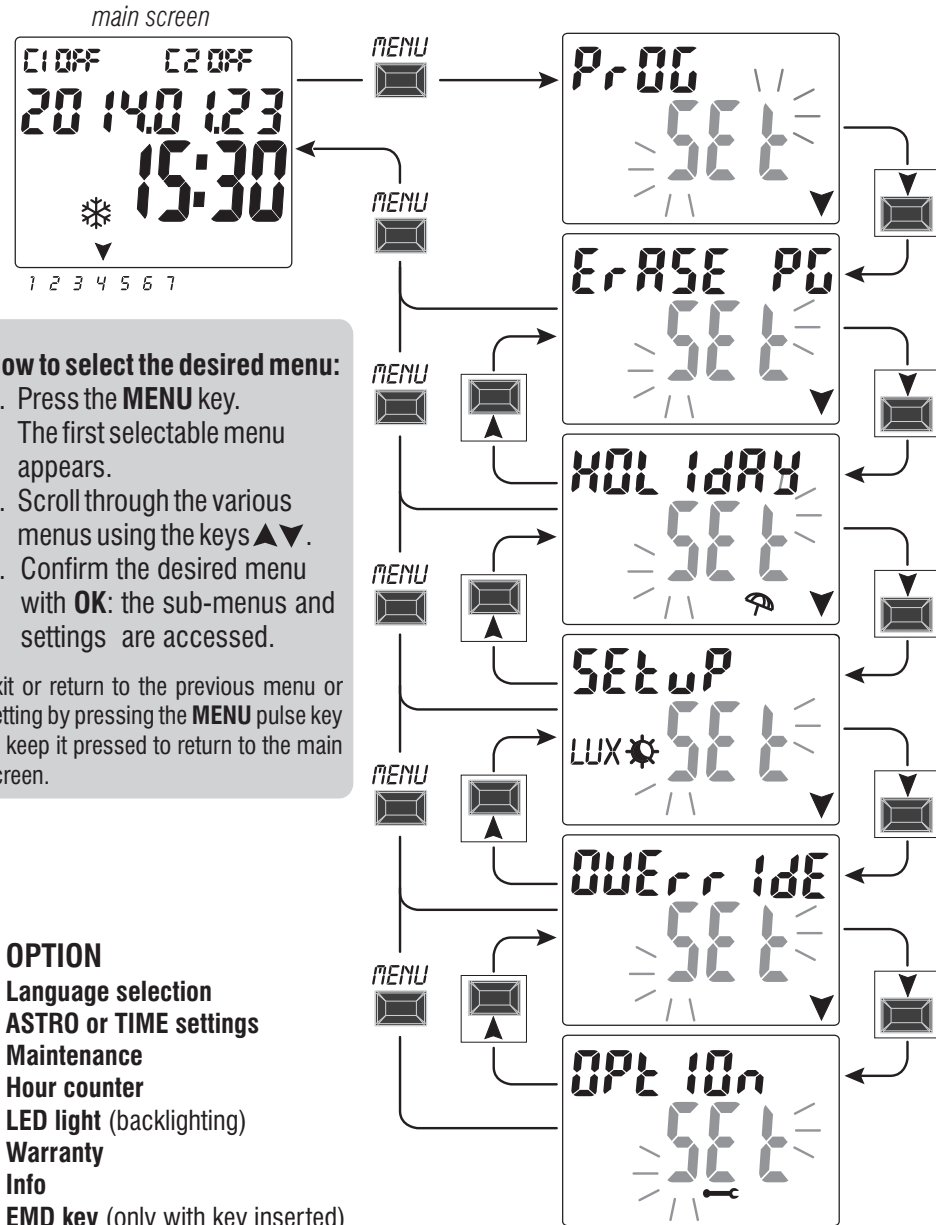 main screen
C1 OFF C2 OFF
2014.01.23
15:30
1 2 3 4 5 6 7
MENU
PrOG
SEt
MENU
ErASE PG
SEt
MENU
HOLIdAY
SEt
MENU
SEtuP
LUX SEt
MENU
OVErrIdE
SEt
MENU
OPtIOn
SEt
ow to select the desired menu:
. Press the MENU key.
The first selectable menu
appears.
. Scroll through the various
menus using the keys ▲▼.
. Confirm the desired menu
with OK: the sub-menus and
settings are accessed.
xit or return to the previous menu or
etting by pressing the MENU pulse key
keep it pressed to return to the main
creen.
OPTION
Language selection
ASTRO or TIME settings
Maintenance
Hour counter
LED light (backlighting)
Warranty
Info
EMD key (only with key inserted)